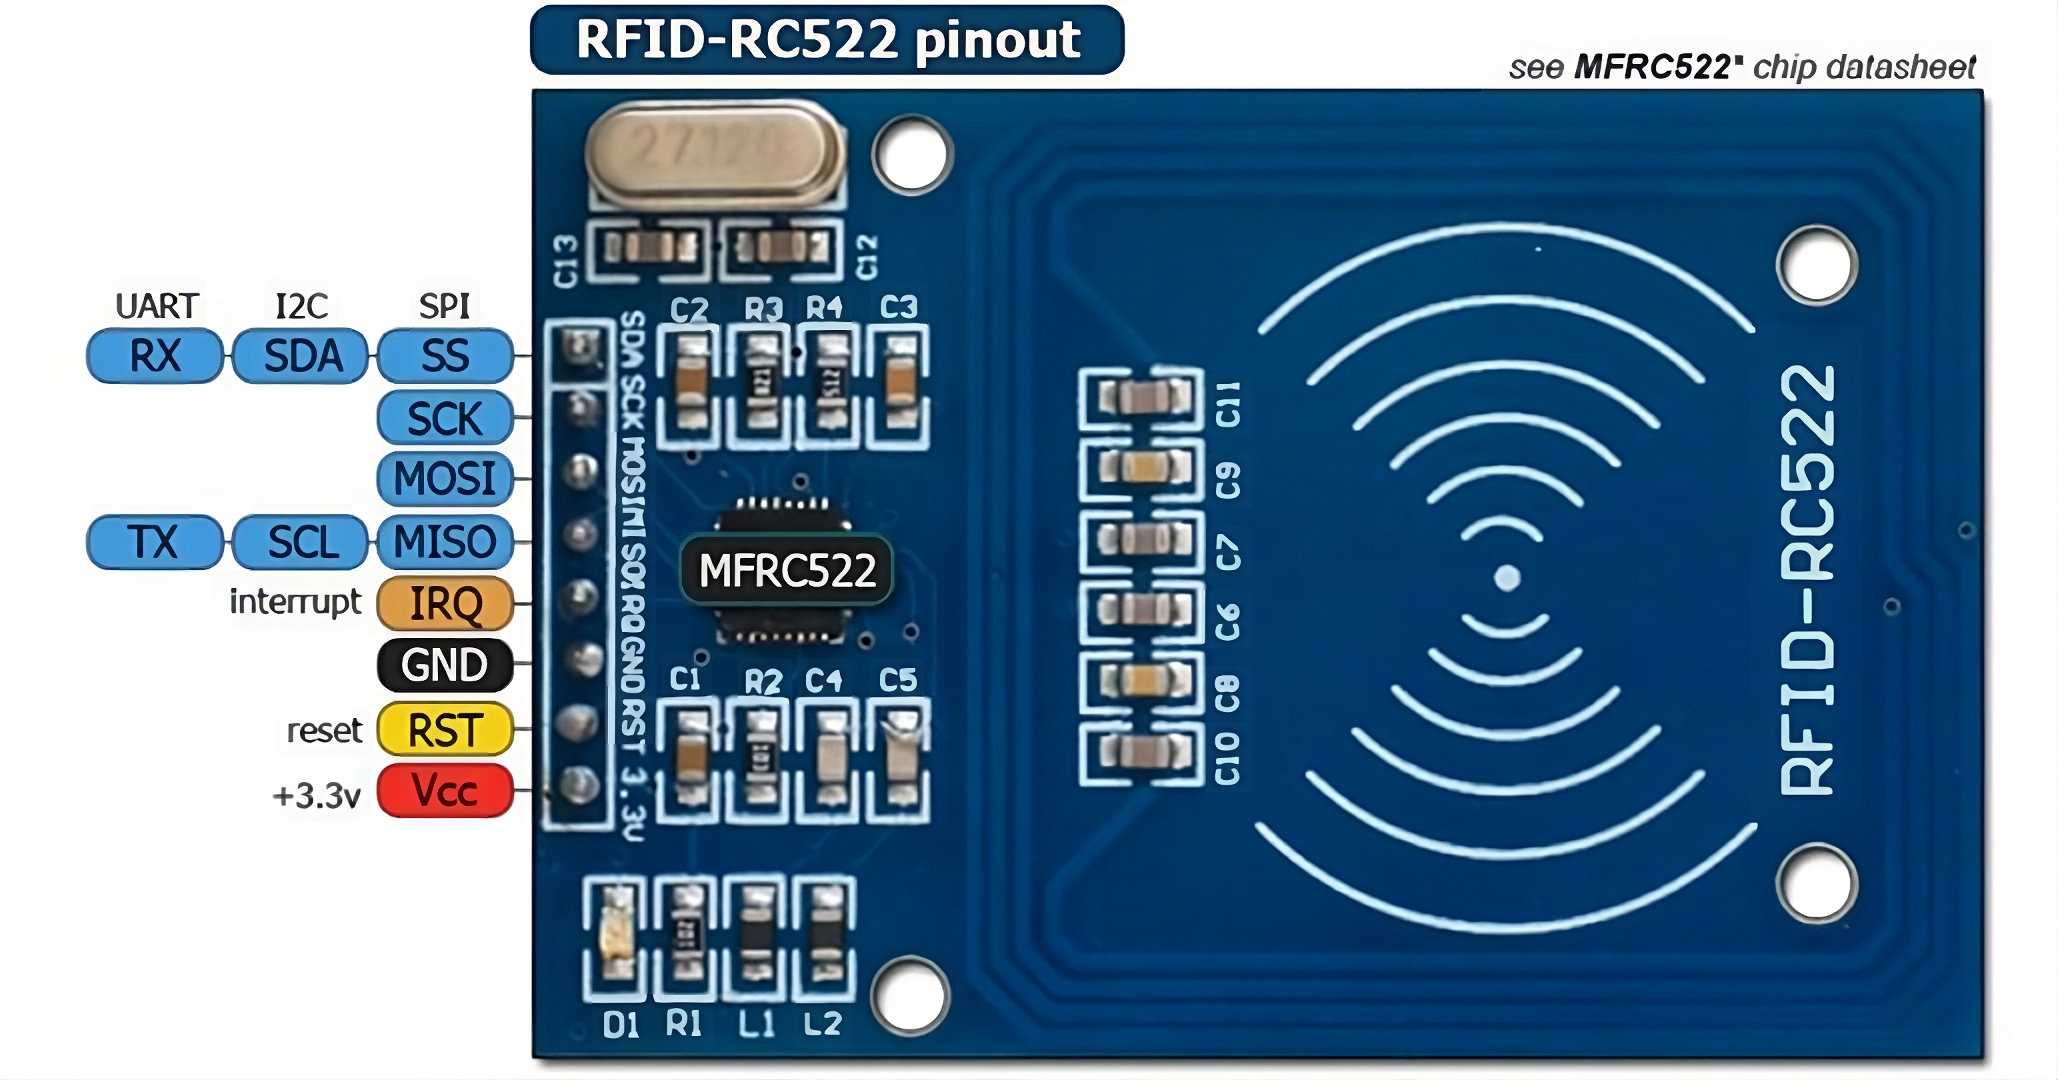 RFID-RC522 pinout
see MFRC522" chip datasheet
C13
C12
UART I2C SPI
RX SDA SS
SCK
MOSI
TX SCL MISO
interrupt IRQ
GND
reset RST
+3.3v Vcc
SDA SCK MOSI MISO IRQ GND RST 3.3V
C2 R3 R4 C3
821
512
MFRC522
C1 R2 C4 C5
D1 R1 L1 L2
102
C11
C9
C7
C6
C8
C10
RFID-RC522